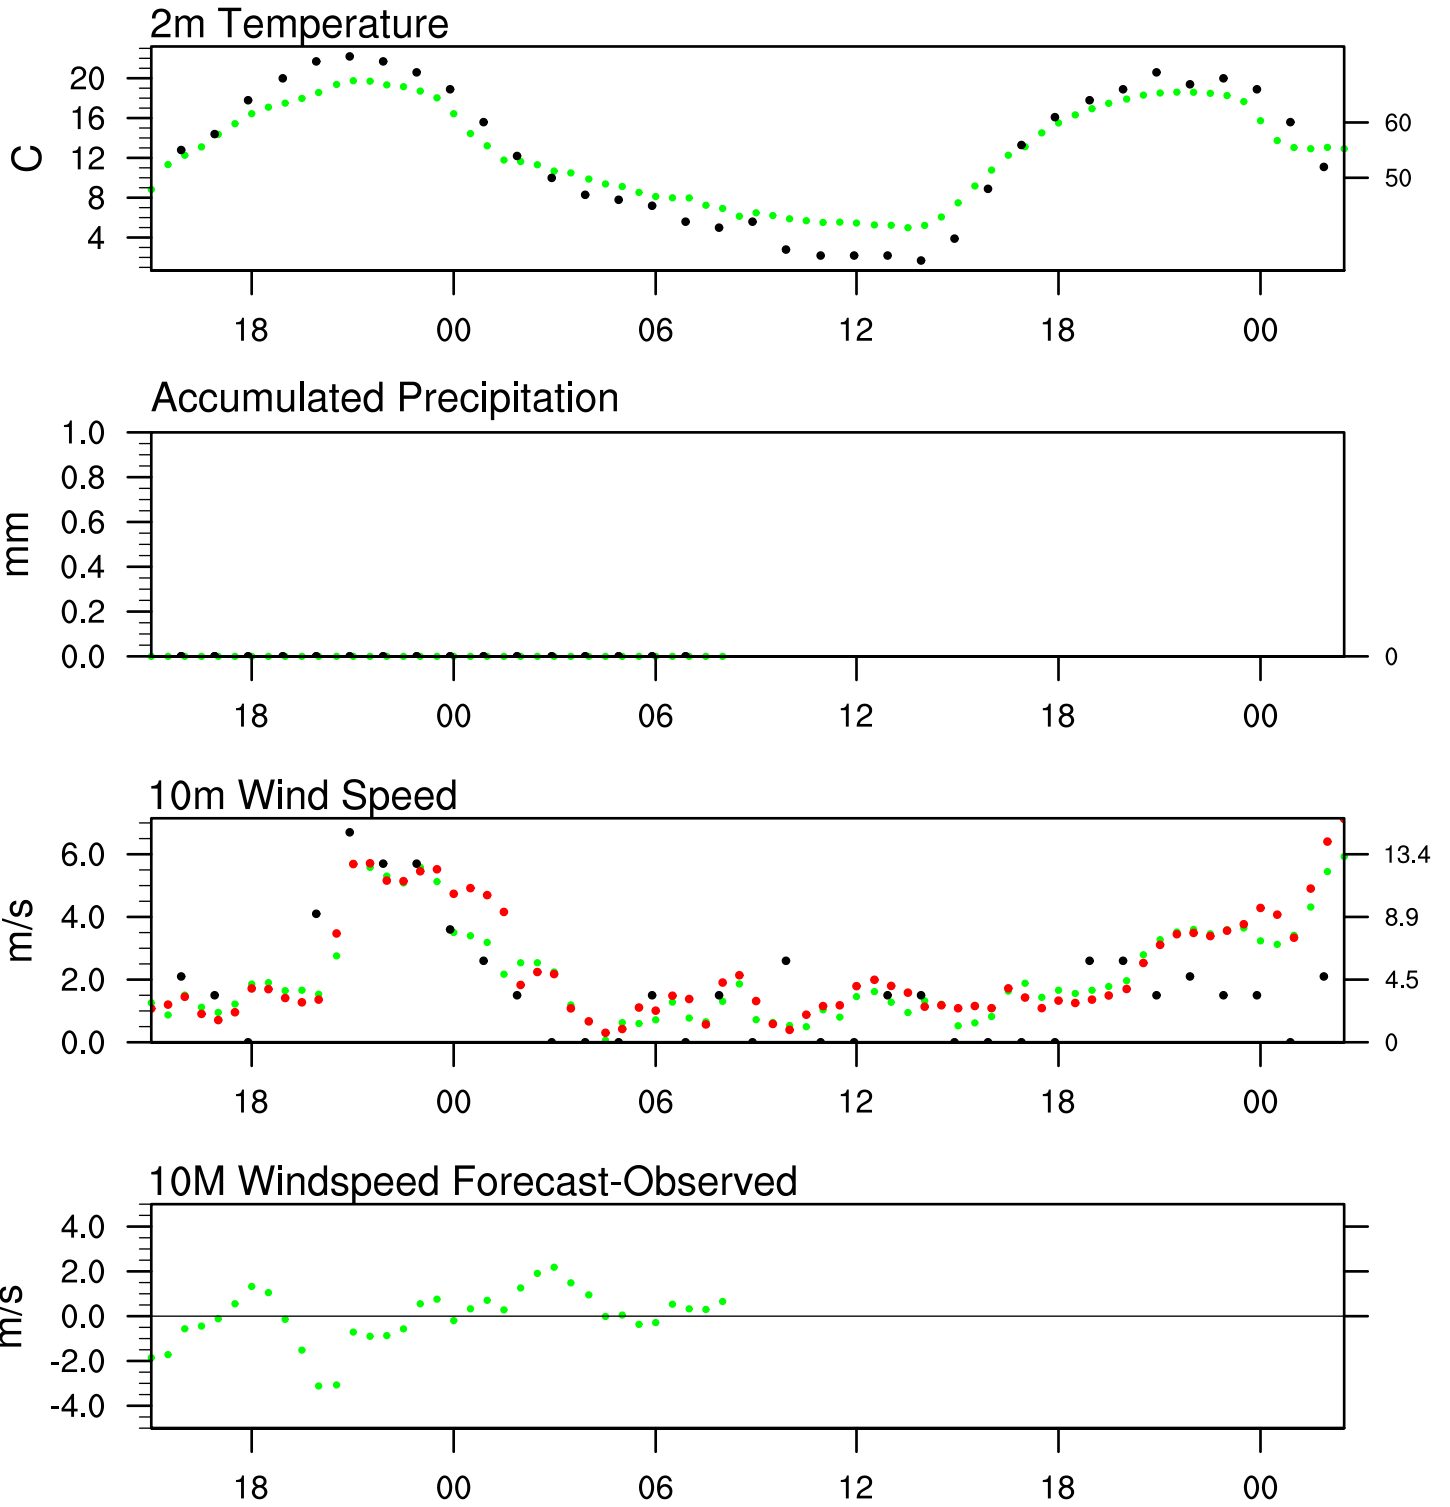 2m Temperature
20
16
12
8
4
C
60
50
18 00 06 12 18 00
Accumulated Precipitation
1.0
0.8
0.6
0.4
0.2
0.0
mm
0
18 00 06 12 18 00
10m Wind Speed
6.0
4.0
2.0
0.0
m/s
13.4
8.9
4.5
0
18 00 06 12 18 00
10M Windspeed Forecast-Observed
4.0
2.0
0.0
-2.0
-4.0
m/s
18 00 06 12 18 00